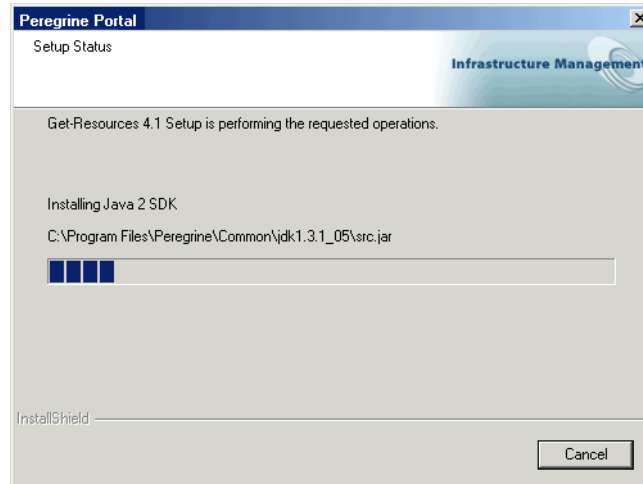 Peregrine Portal
Setup Status
Infrastructure Management
Get-Resources 4.1 Setup is performing the requested operations.
Installing Java 2 SDK
C:\Program Files\Peregrine\Common\jdk1.3.1_05\src.jar
InstallShield
Cancel